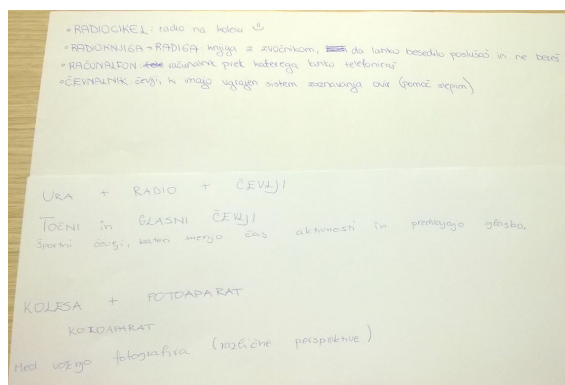 • RADIOCIKEL: radio na kolesu
• RADIOKNJIGA → RADIGA: knjiga z zvočnikom, da lahko besedilo poslušaš in ne bereš
• RAČUNALFON: računalnik prek katerega lahko telefoniraš
• ČEVNALNIK: čevlji, ki imajo vgrajen sistem zaznavanja ovir (pomoč slepim)
URA + RADIO + ČEVLJI
TOČNI in GLASNI ČEVLJI
Športni čevlji, kateri merijo čas aktivnosti in predvajajo glasbo.
KOLESA + FOTOAPARAT
KOLOAPARAT
Med vožnjo fotografira (različne perspektive)